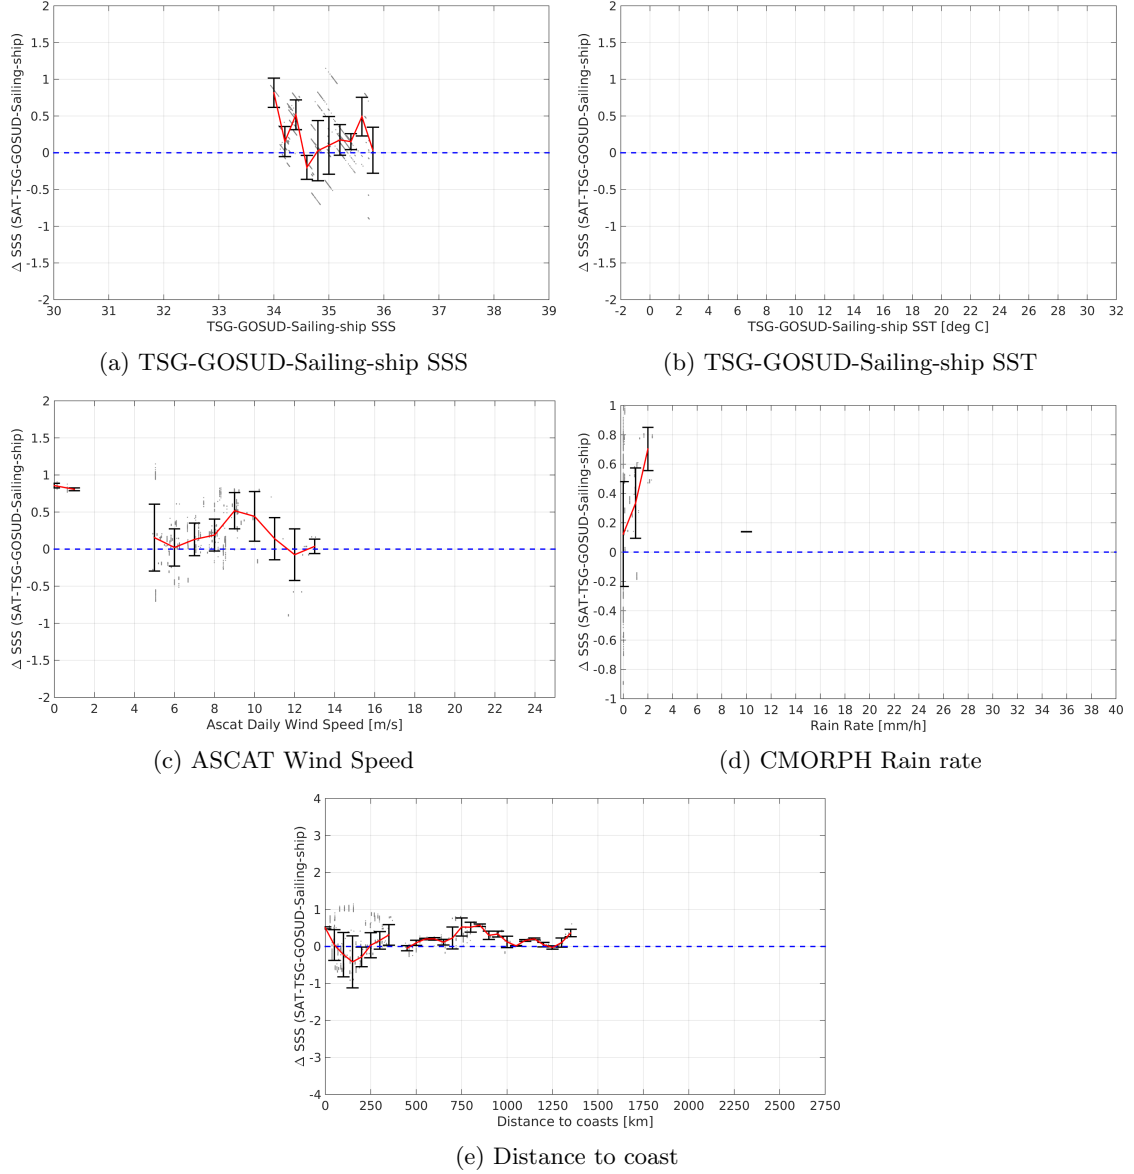 2
1.5
1
0.5
0
-0.5
-1
-1.5
-2
Δ SSS (SAT-TSG-GOSUD-Sailing-ship)
30 31 32 33 34 35 36 37 38 39
TSG-GOSUD-Sailing-ship SSS
(a) TSG-GOSUD-Sailing-ship SSS
2
1.5
1
0.5
0
-0.5
-1
-1.5
-2
Δ SSS (SAT-TSG-GOSUD-Sailing-ship)
-2 0 2 4 6 8 10 12 14 16 18 20 22 24 26 28 30 32
TSG-GOSUD-Sailing-ship SST [deg C]
(b) TSG-GOSUD-Sailing-ship SST
2
1.5
1
0.5
0
-0.5
-1
-1.5
-2
Δ SSS (SAT-TSG-GOSUD-Sailing-ship)
0 2 4 6 8 10 12 14 16 18 20 22 24
Ascat Daily Wind Speed [m/s]
(c) ASCAT Wind Speed
1
0.8
0.6
0.4
0.2
0
-0.2
-0.4
-0.6
-0.8
-1
Δ SSS (SAT-TSG-GOSUD-Sailing-ship)
0 2 4 6 8 10 12 14 16 18 20 22 24 26 28 30 32 34 36 38 40
Rain Rate [mm/h]
(d) CMORPH Rain rate
4
3
2
1
0
-1
-2
-3
-4
Δ SSS (SAT-TSG-GOSUD-Sailing-ship)
0 250 500 750 1000 1250 1500 1750 2000 2250 2500 2750
Distance to coasts [km]
(e) Distance to coast